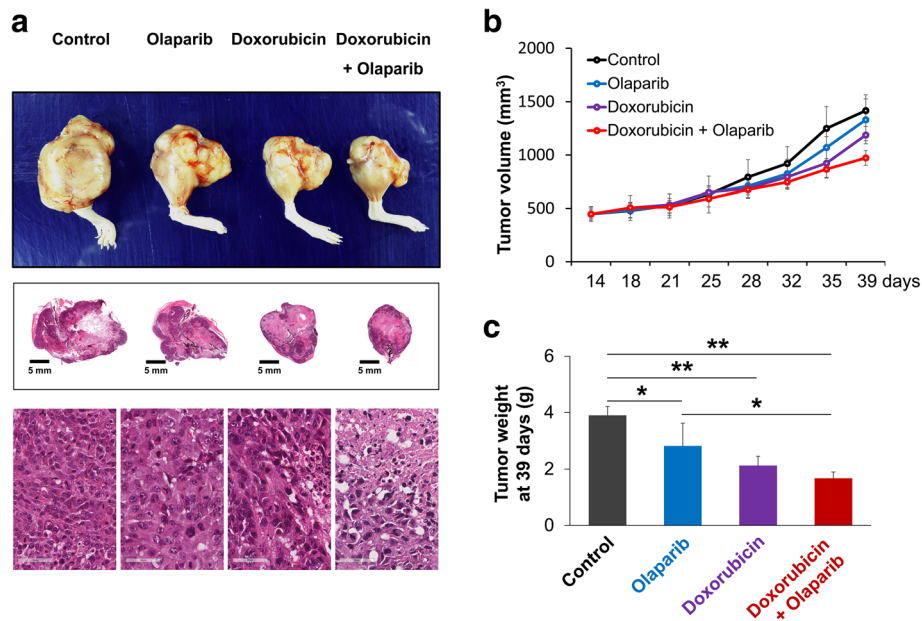 a
Control
Olaparib
Doxorubicin
Doxorubicin
+ Olaparib
5 mm
5 mm
5 mm
5 mm
b
Tumor volume (mm³)
2000
1500
1000
500
0
Control
Olaparib
Doxorubicin
Doxorubicin + Olaparib
14 18 21 25 28 32 35 39 days
c
Tumor weight
at 39 days (g)
6
4
2
0
**
**
*
*
Control
Olaparib
Doxorubicin
Doxorubicin
+ Olaparib